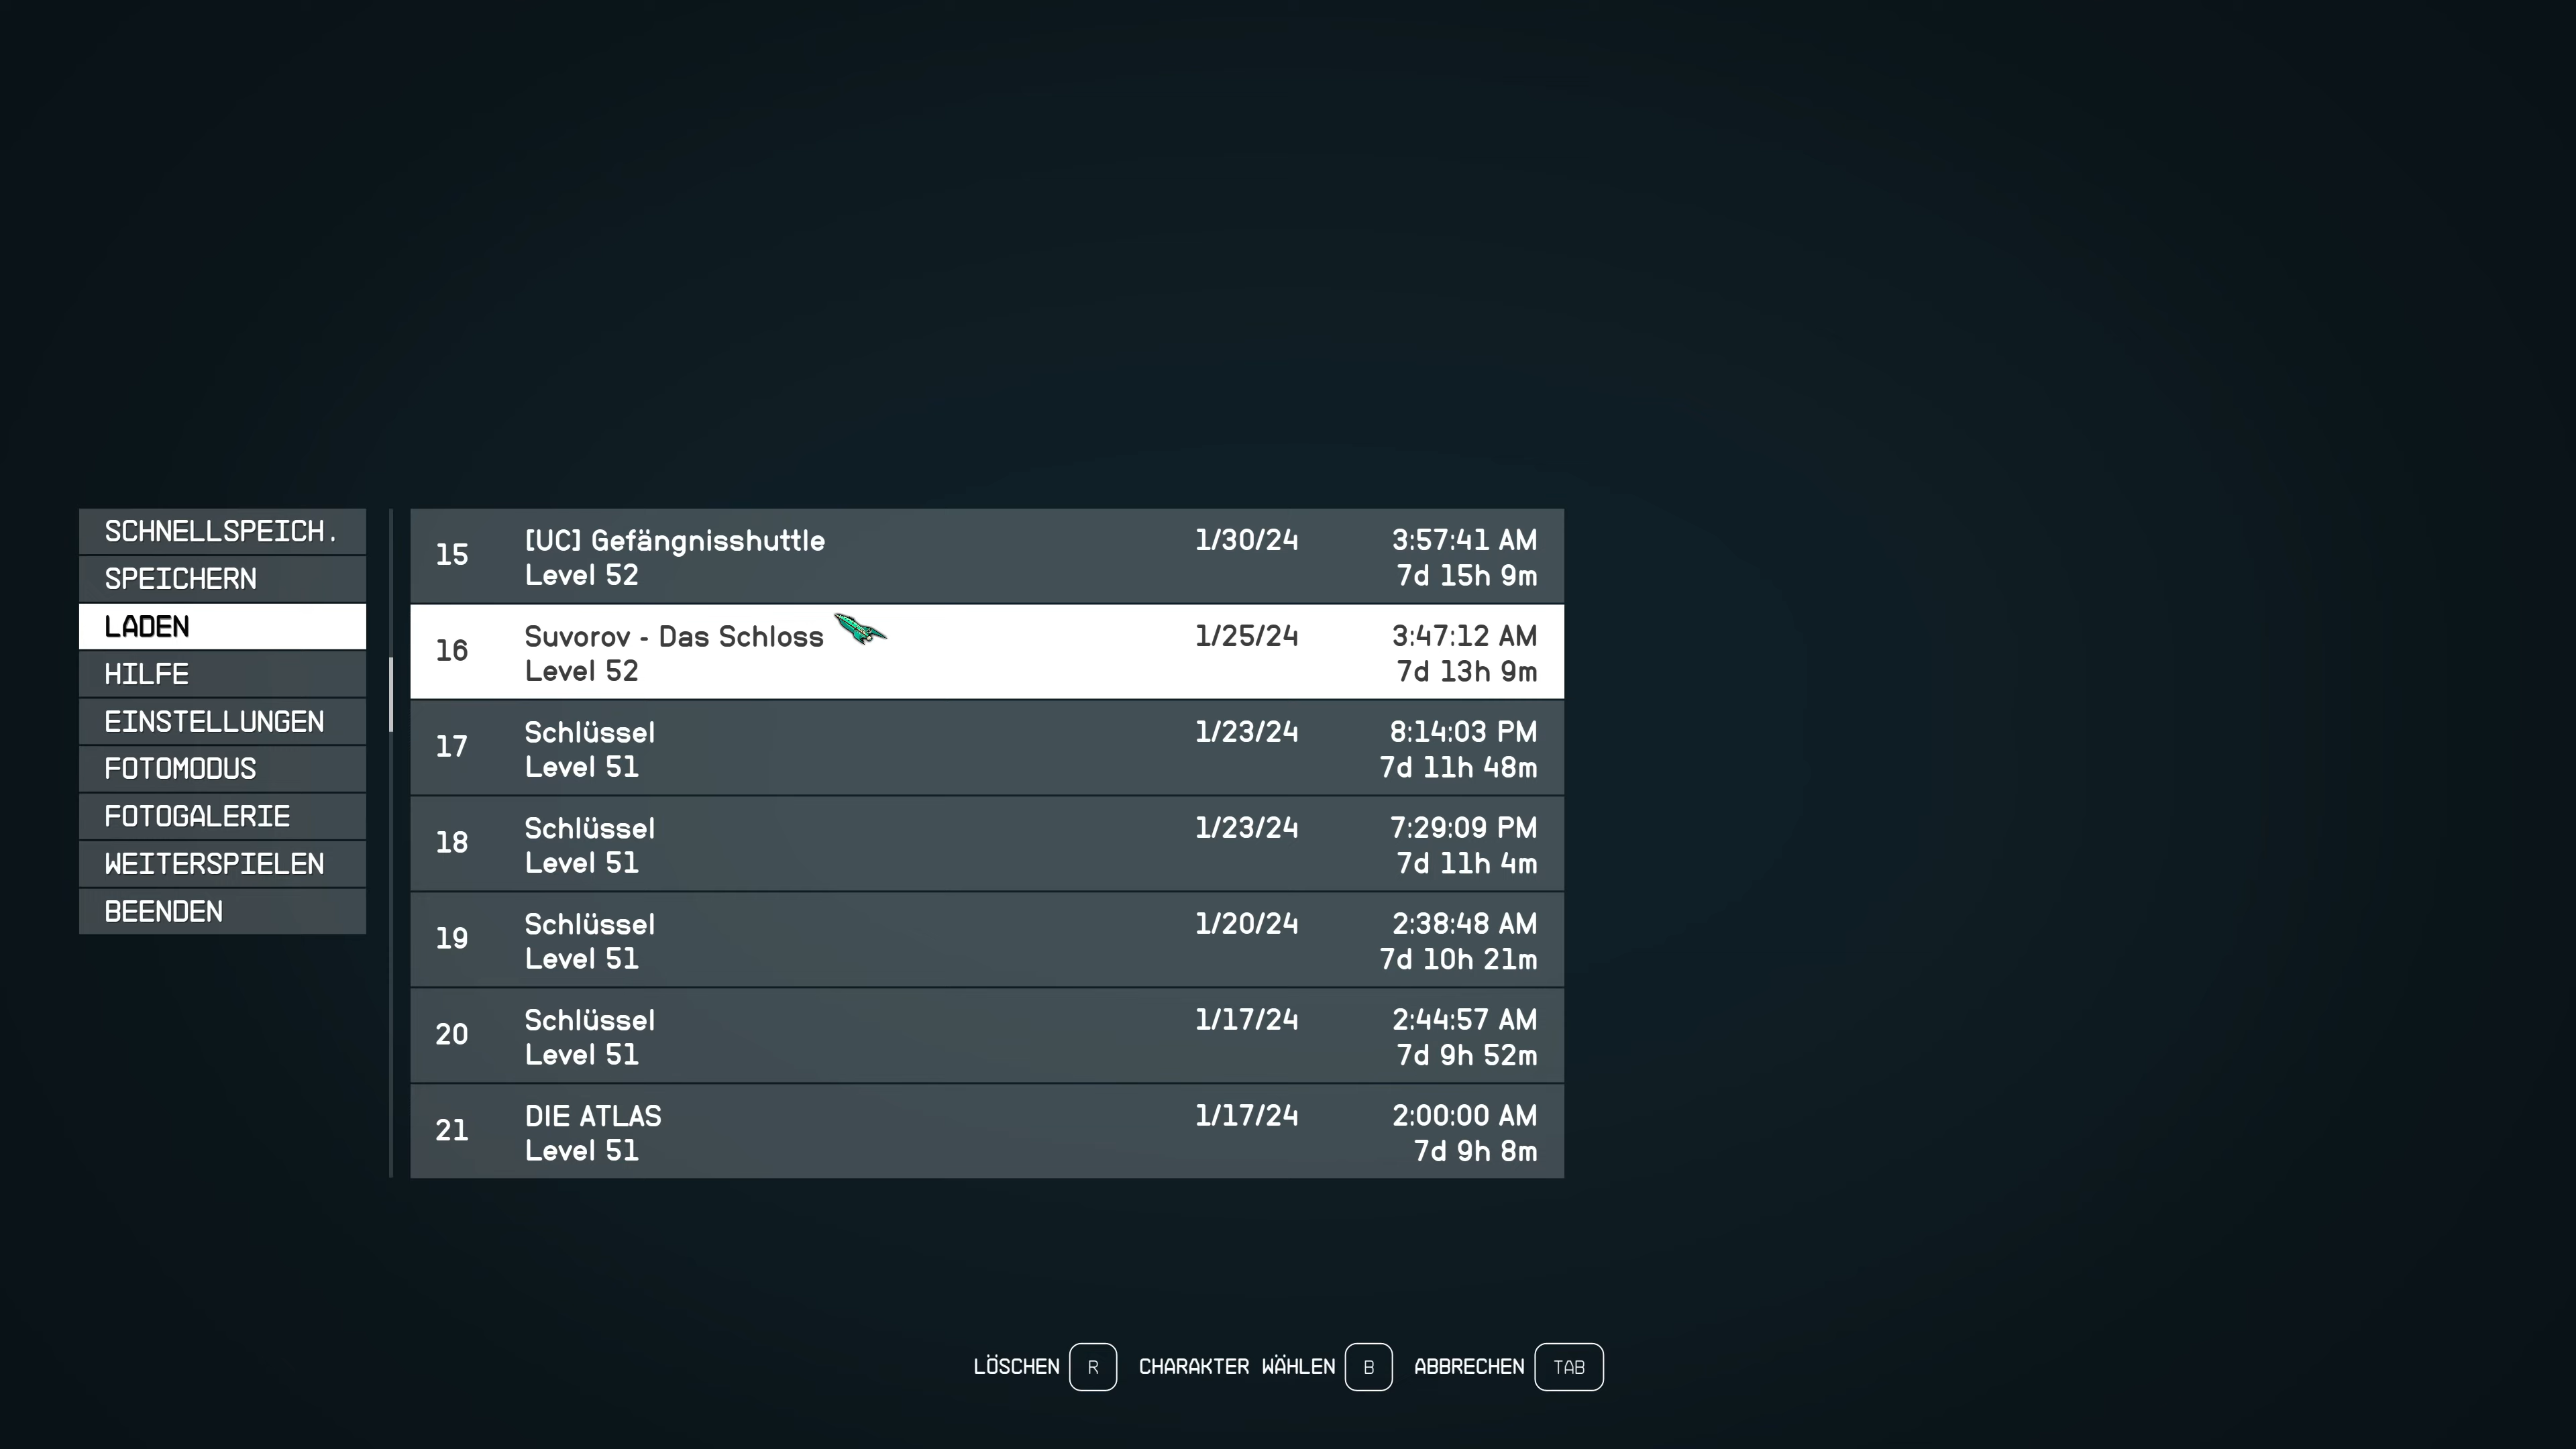 SCHNELLSPEICH.
SPEICHERN
LADEN
HILFE
EINSTELLUNGEN
FOTOMODUS
FOTOGALERIE
WEITERSPIELEN
BEENDEN
15 [UC] Gefängnisshuttle 1/30/24 3:57:41 AM
Level 52 7d 15h 9m
16 Suvorov - Das Schloss 1/25/24 3:47:12 AM
Level 52 7d 13h 9m
17 Schlüssel 1/23/24 8:14:03 PM
Level 51 7d 11h 48m
18 Schlüssel 1/23/24 7:29:09 PM
Level 51 7d 11h 4m
19 Schlüssel 1/20/24 2:38:48 AM
Level 51 7d 10h 21m
20 Schlüssel 1/17/24 2:44:57 AM
Level 51 7d 9h 52m
21 DIE ATLAS 1/17/24 2:00:00 AM
Level 51 7d 9h 8m
LÖSCHEN R CHARAKTER WÄHLEN B ABBRECHEN TAB